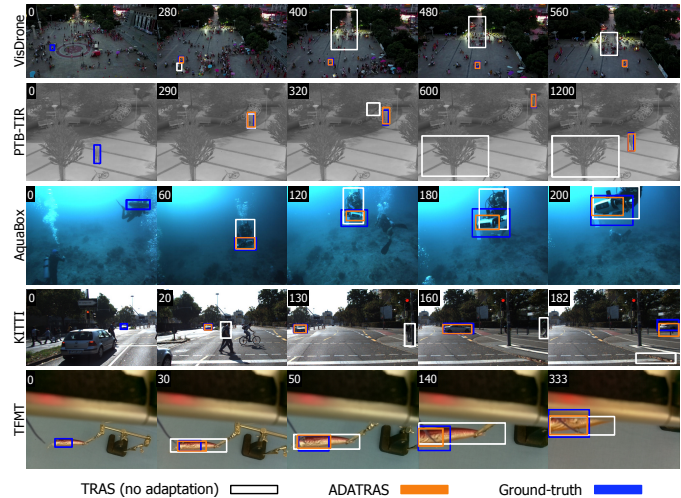 VisDrone
0 280 400 480 560
PTB-TIR
0 290 320 600 1200
AquaBox
0 60 120 180 200
KITTI
0 20 130 160 182
TFMT
0 30 50 140 333
TRAS (no adaptation) ADATRAS Ground-truth